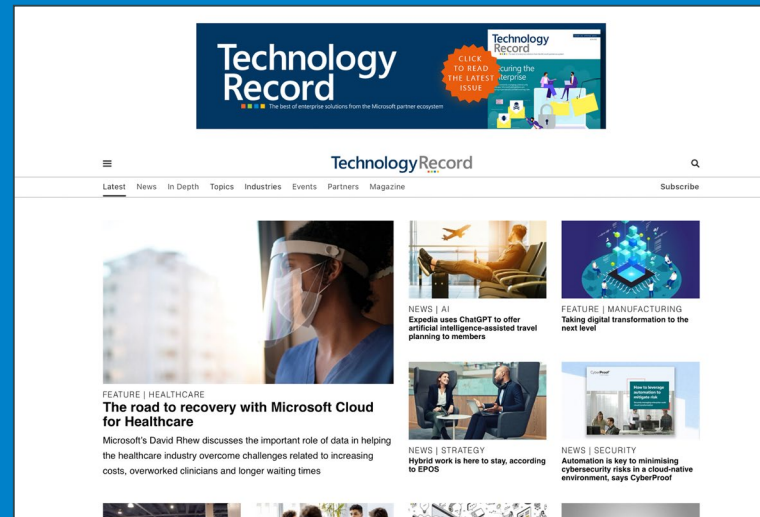 Technology
Record
The best of enterprise solutions from the Microsoft partner ecosystem
CLICK
TO READ
THE LATEST
ISSUE
Technology
Record
Securing the
enterprise
TechnologyRecord
Latest News In Depth Topics Industries Events Partners Magazine
Subscribe
FEATURE | HEALTHCARE
The road to recovery with Microsoft Cloud
for Healthcare
Microsoft's David Rhew discusses the important role of data in helping
the healthcare industry overcome challenges related to increasing
costs, overworked clinicians and longer waiting times
NEWS | AI
Expedia uses ChatGPT to offer
artificial intelligence-assisted travel
planning to members
FEATURE | MANUFACTURING
Taking digital transformation to the
next level
NEWS | STRATEGY
Hybrid work is here to stay, according
to EPOS
CyberProof
How to leverage
automation to
mitigate risk
NEWS | SECURITY
Automation is key to minimising
cybersecurity risks in a cloud-native
environment, says CyberProof